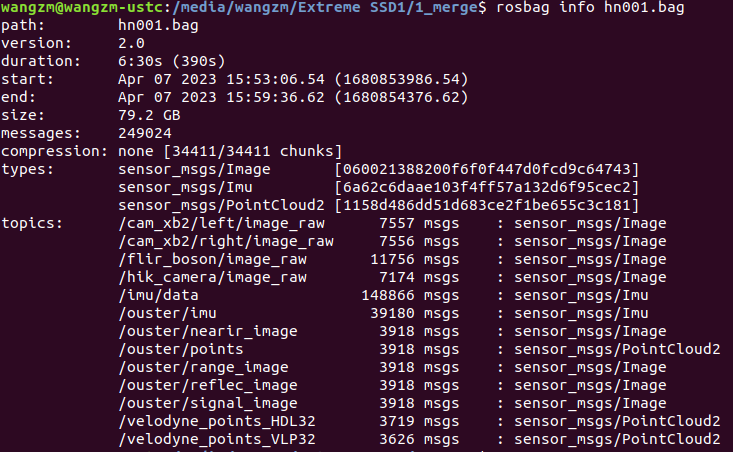 wangzm@wangzm-ustc:/media/wangzm/Extreme SSD1/1_merge$ rosbag info hn001.bag
path:        hn001.bag
version:     2.0
duration:    6:30s (390s)
start:       Apr 07 2023 15:53:06.54 (1680853986.54)
end:         Apr 07 2023 15:59:36.62 (1680854376.62)
size:        79.2 GB
messages:    249024
compression: none [34411/34411 chunks]
types:       sensor_msgs/Image       [060021388200f6f0f447d0fcd9c64743]
             sensor_msgs/Imu         [6a62c6daae103f4ff57a132d6f95cec2]
             sensor_msgs/PointCloud2 [1158d486dd51d683ce2f1be655c3c181]
topics:      /cam_xb2/left/image_raw      7557 msgs    : sensor_msgs/Image
             /cam_xb2/right/image_raw     7556 msgs    : sensor_msgs/Image
             /flir_boson/image_raw       11756 msgs    : sensor_msgs/Image
             /hik_camera/image_raw        7174 msgs    : sensor_msgs/Image
             /imu/data                  148866 msgs    : sensor_msgs/Imu
             /ouster/imu                 39180 msgs    : sensor_msgs/Imu
             /ouster/nearir_image         3918 msgs    : sensor_msgs/Image
             /ouster/points               3918 msgs    : sensor_msgs/PointCloud2
             /ouster/range_image          3918 msgs    : sensor_msgs/Image
             /ouster/reflec_image         3918 msgs    : sensor_msgs/Image
             /ouster/signal_image         3918 msgs    : sensor_msgs/Image
             /velodyne_points_HDL32       3719 msgs    : sensor_msgs/PointCloud2
             /velodyne_points_VLP32       3626 msgs    : sensor_msgs/PointCloud2